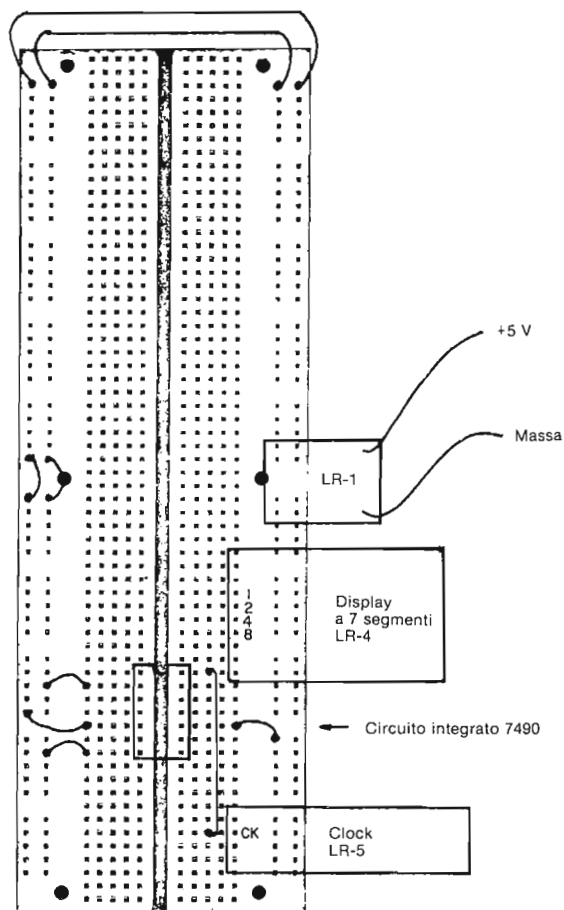 +5 V
Massa
LR-1
1
2
4
8
Display
a 7 segmenti
LR-4
Circuito integrato 7490
CK
Clock
LR-5